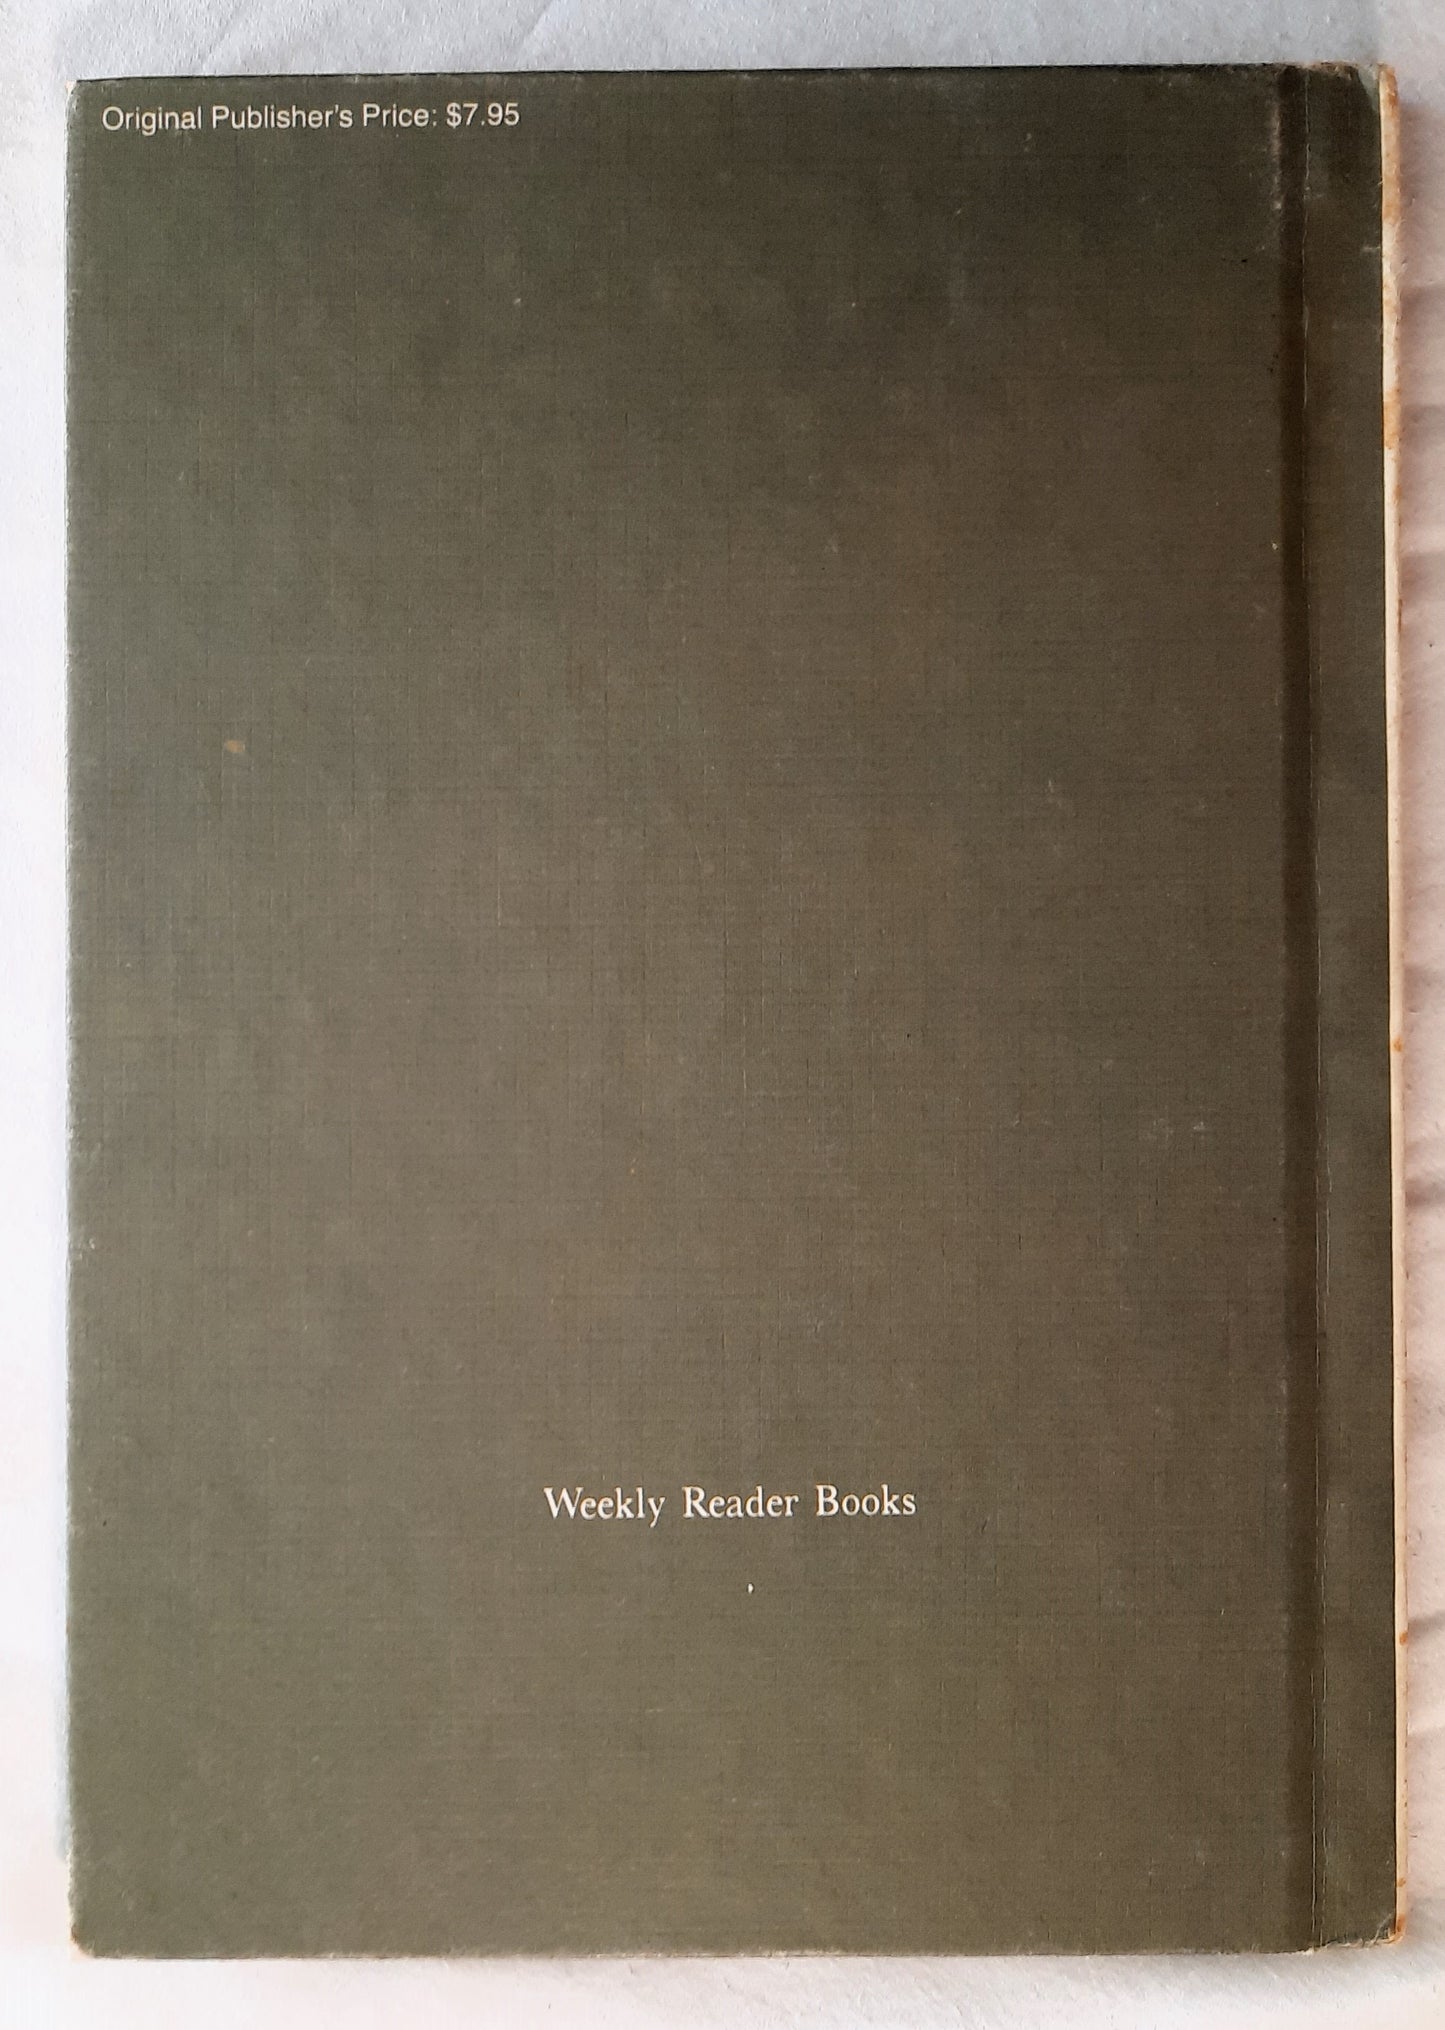 Original Publisher's Price: $7.95
Weekly Reader Books